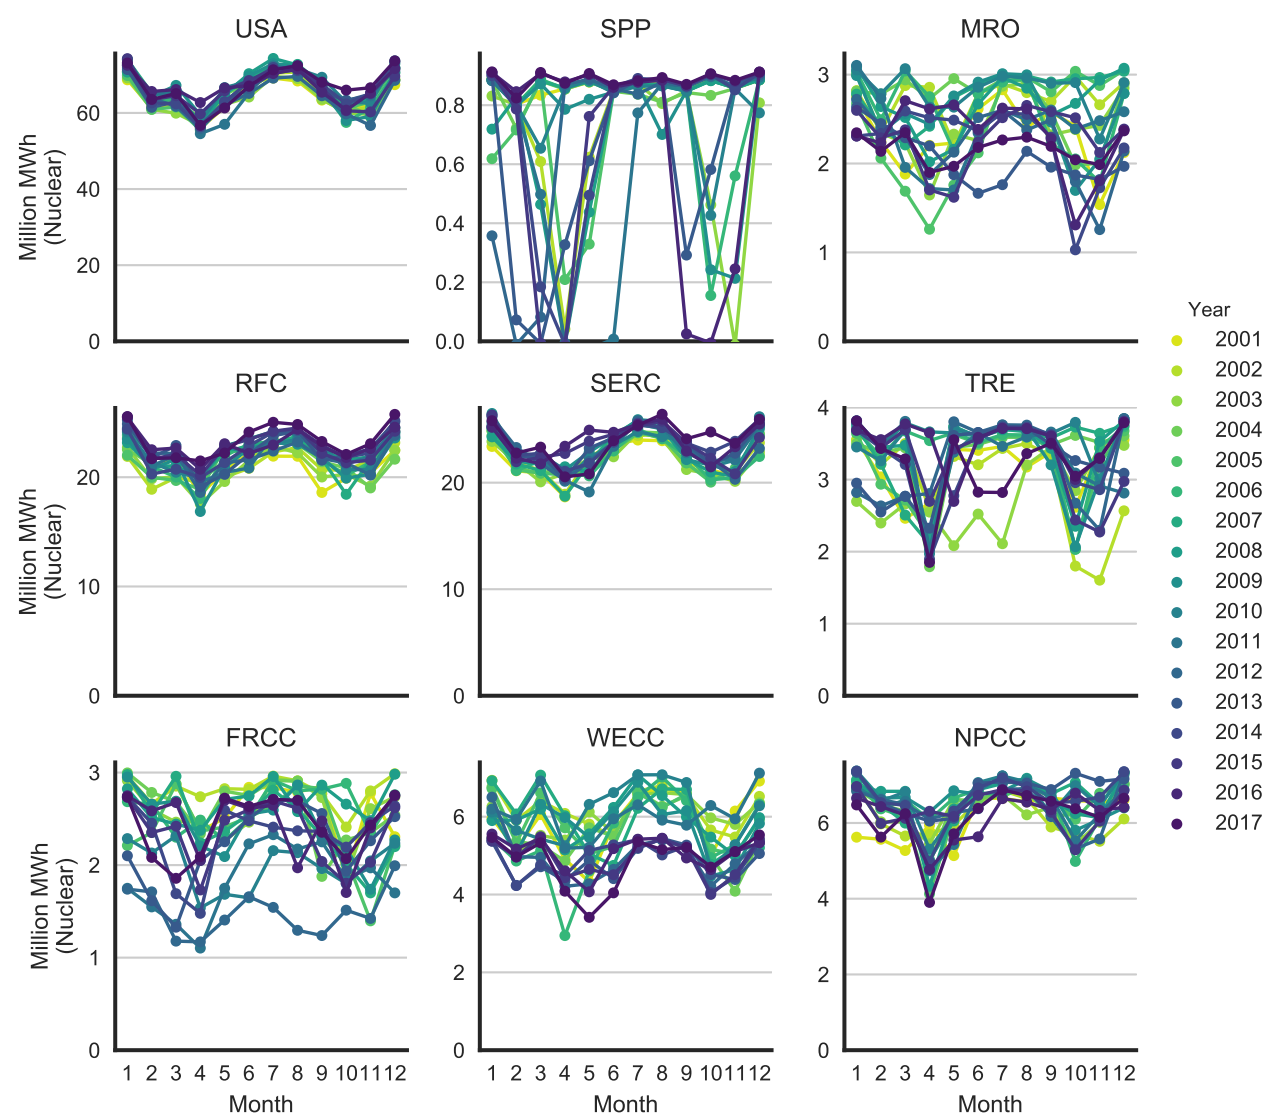 USA
SPP
MRO
Million MWh
(Nuclear)
60
40
20
0
0.8
0.6
0.4
0.2
0.0
3
2
1
0
RFC
SERC
TRE
Million MWh
(Nuclear)
20
10
0
20
10
0
4
3
2
1
0
FRCC
WECC
NPCC
Million MWh
(Nuclear)
3
2
1
0
6
4
2
0
6
4
2
0
1 2 3 4 5 6 7 8 9 10 11 12
1 2 3 4 5 6 7 8 9 10 11 12
1 2 3 4 5 6 7 8 9 10 11 12
Month
Month
Month
Year
2001
2002
2003
2004
2005
2006
2007
2008
2009
2010
2011
2012
2013
2014
2015
2016
2017